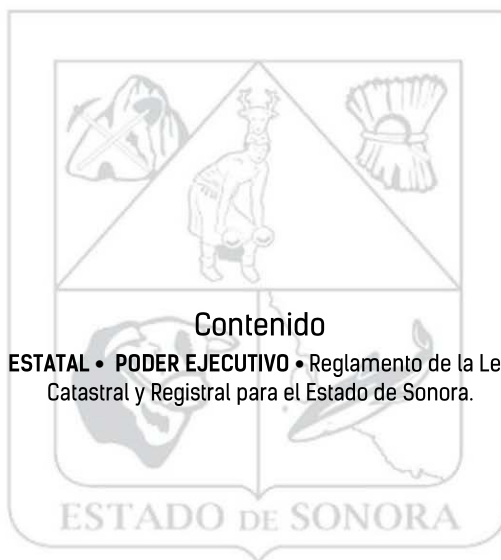 Contenido
ESTATAL • PODER EJECUTIVO • Reglamento de la Le
Catastral y Registral para el Estado de Sonora.
ESTADO DE SONORA